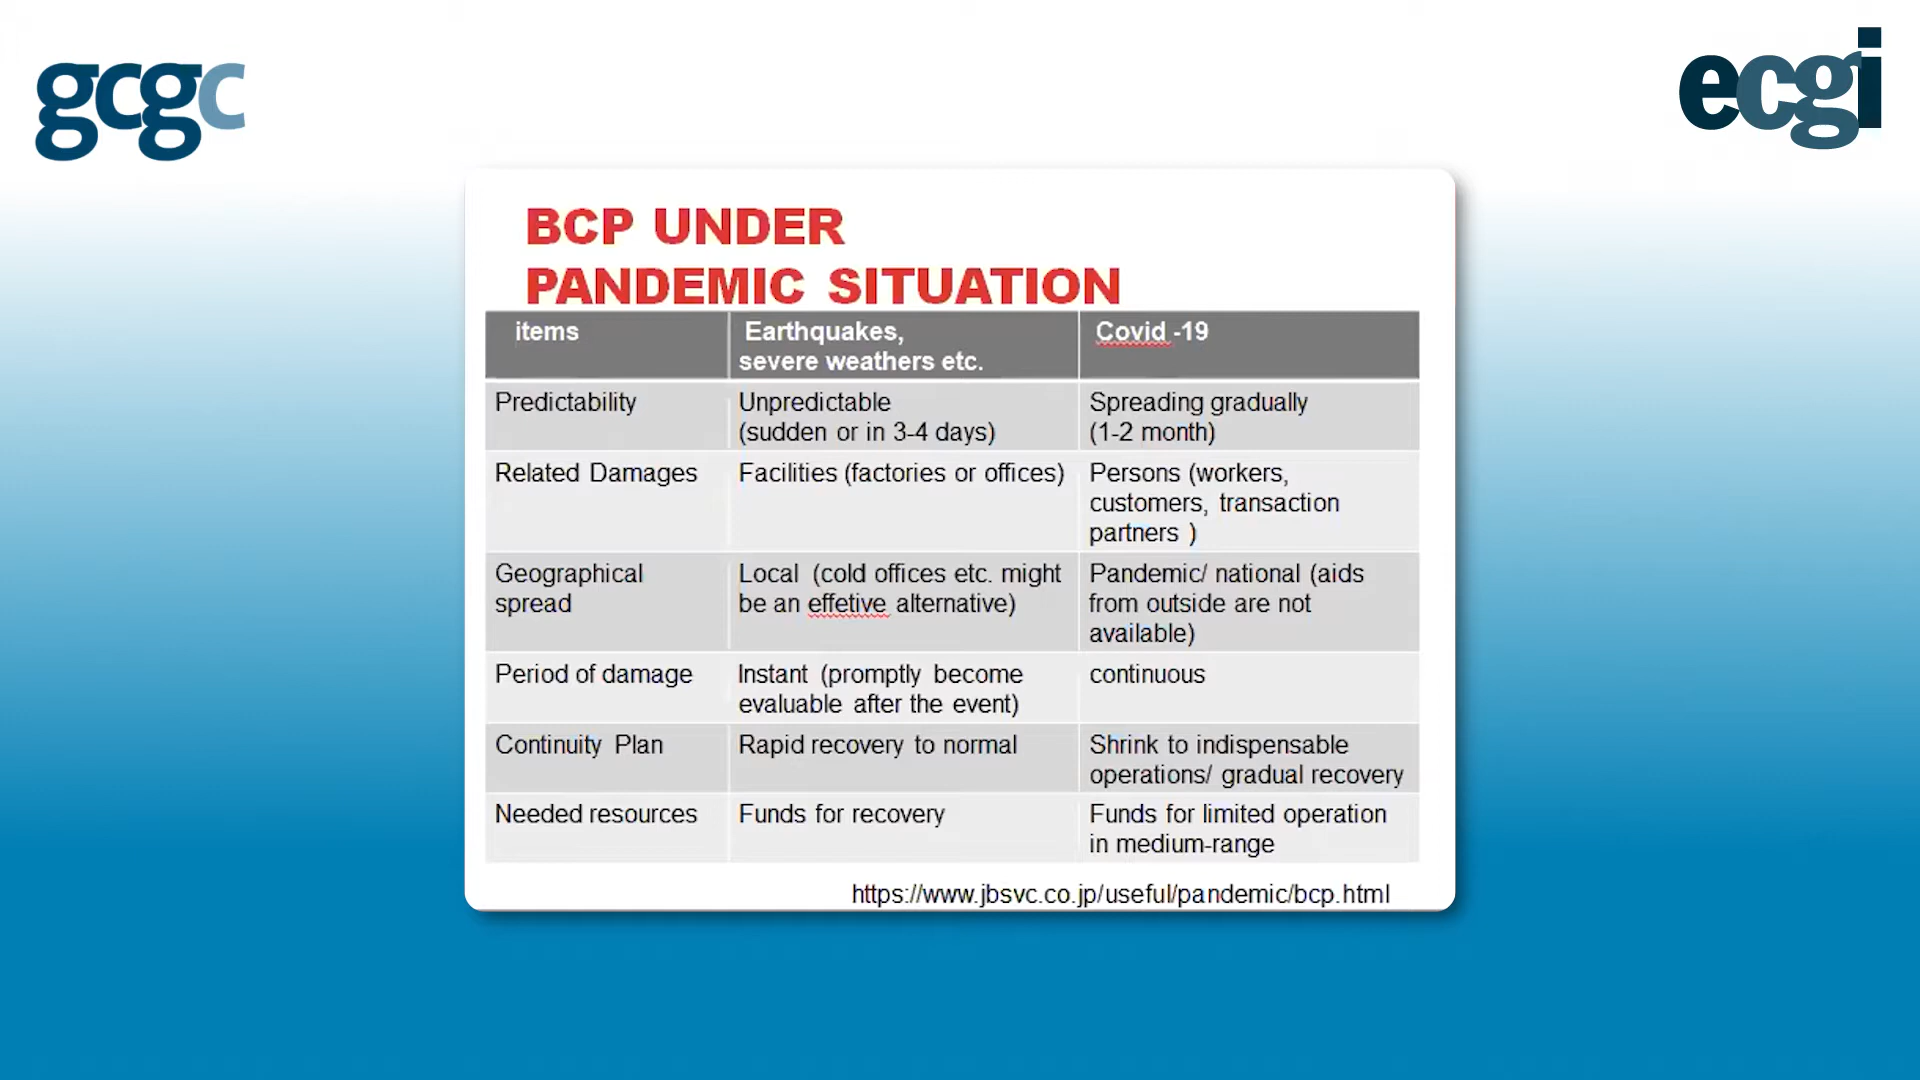 gcgc
ecgi
BCP UNDER
PANDEMIC SITUATION
items
Earthquakes,
severe weathers etc.
Covid -19
Predictability
Unpredictable
(sudden or in 3-4 days)
Spreading gradually
(1-2 month)
Related Damages
Facilities (factories or offices)
Persons (workers,
customers, transaction
partners )
Geographical
spread
Local (cold offices etc. might
be an effetive alternative)
Pandemic/ national (aids
from outside are not
available)
Period of damage
Instant (promptly become
evaluable after the event)
continuous
Continuity Plan
Rapid recovery to normal
Shrink to indispensable
operations/ gradual recovery
Needed resources
Funds for recovery
Funds for limited operation
in medium-range
https://www.jbsvc.co.jp/useful/pandemic/bcp.html